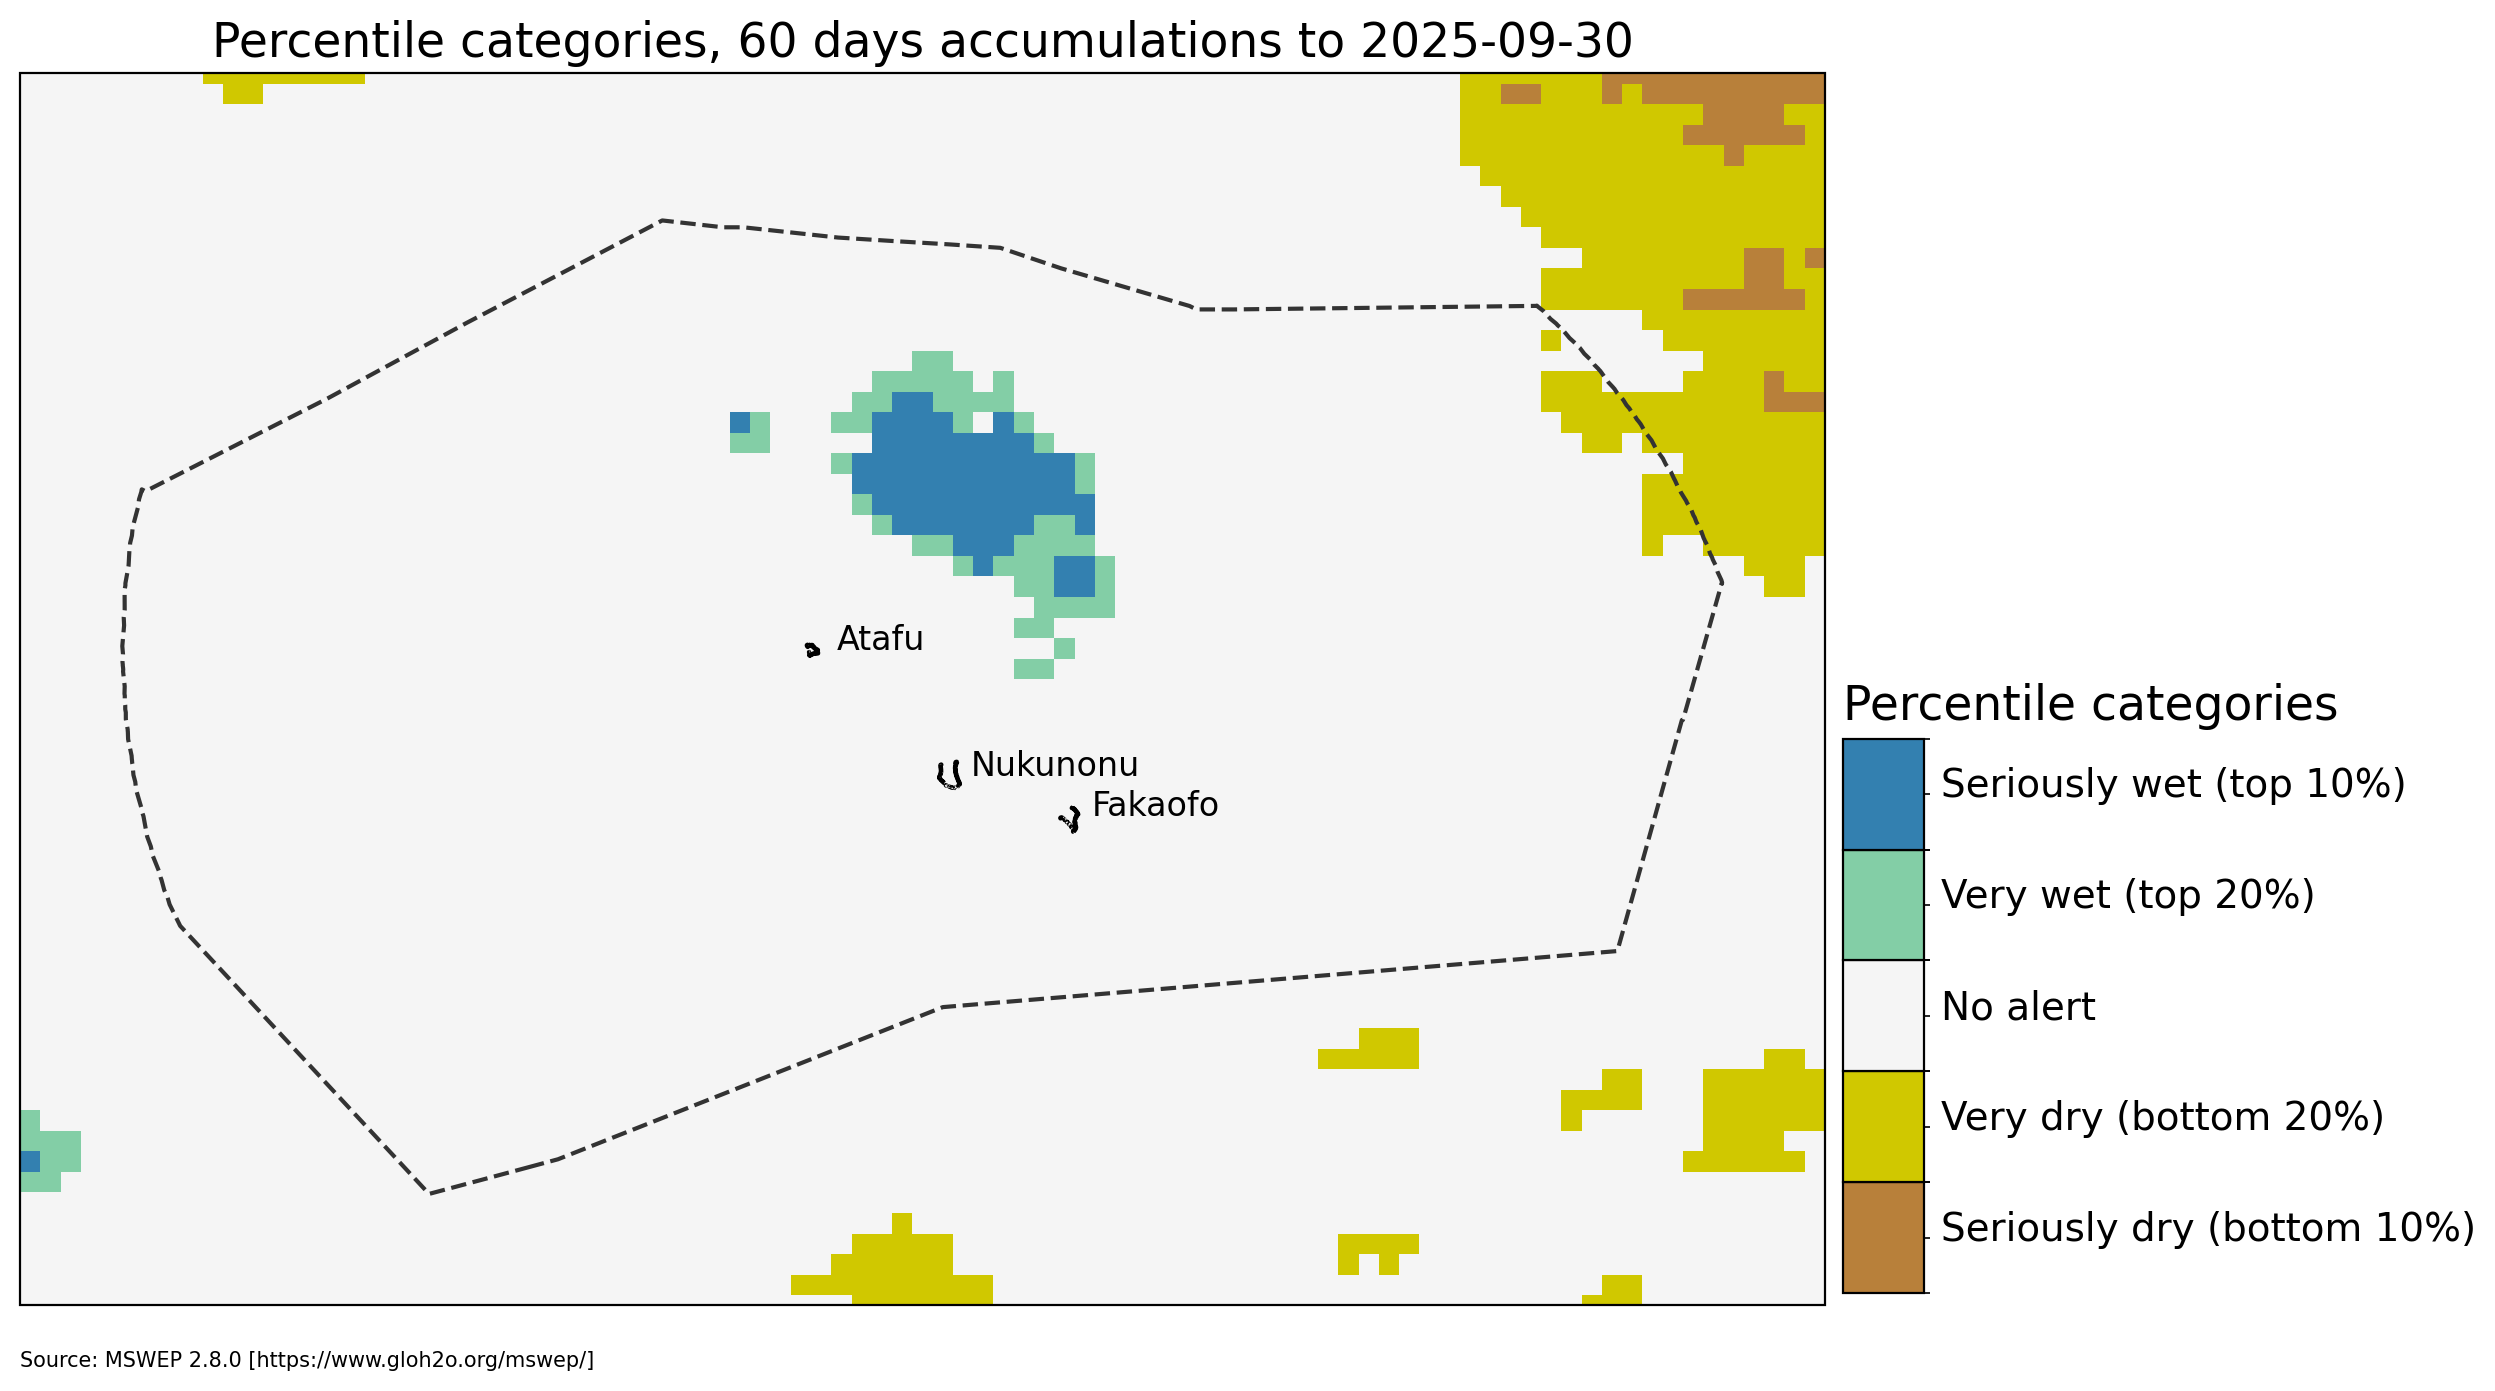 Percentile categories, 60 days accumulations to 2025-09-30
Atafu
Nukunonu
Fakaofo
Percentile categories
Seriously wet (top 10%)
Very wet (top 20%)
No alert
Very dry (bottom 20%)
Seriously dry (bottom 10%)
Source: MSWEP 2.8.0 [https://www.gloh2o.org/mswep/]